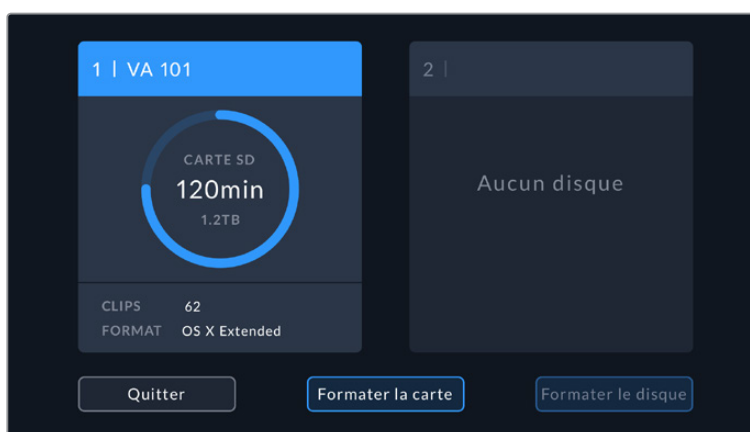 1 | VA 101
CARTE SD
120min
1.2TB
CLIPS 62
FORMAT OS X Extended
2 |
Aucun disque
Quitter
Formater la carte
Formater le disque